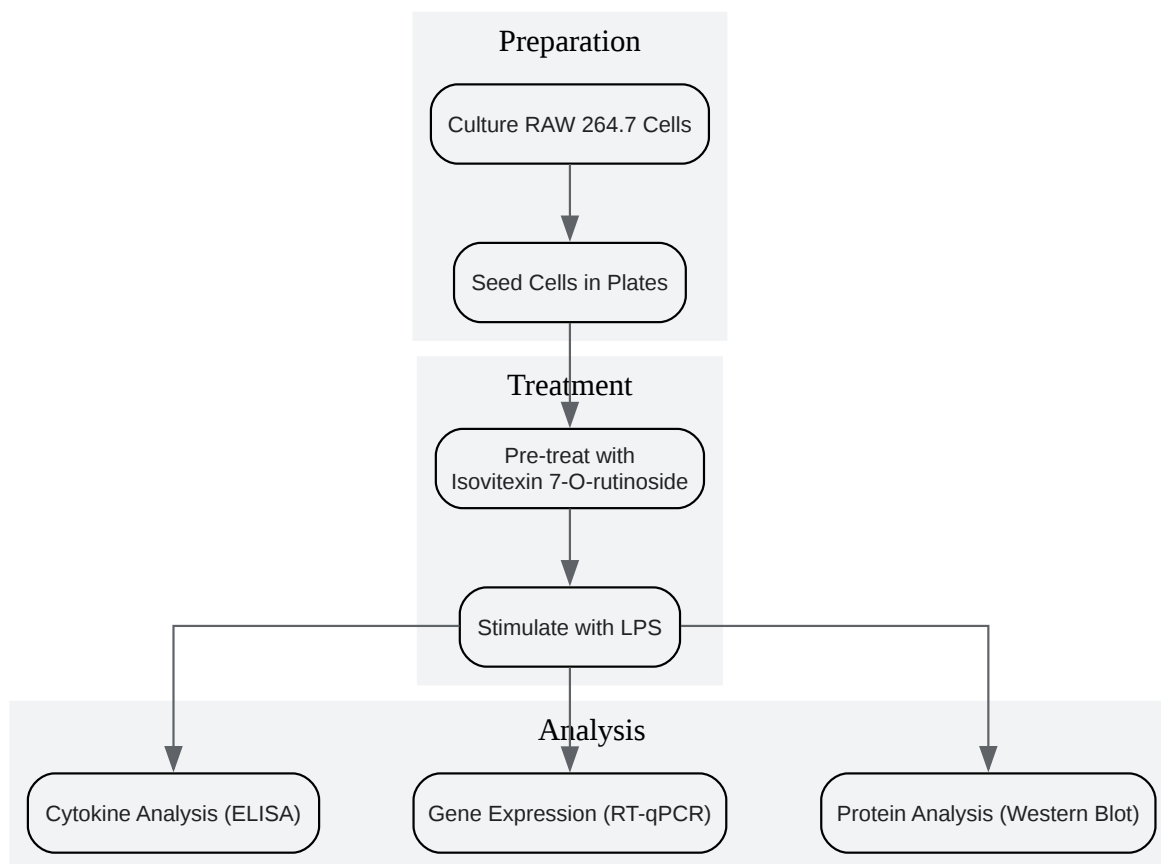 Preparation
Culture RAW 264.7 Cells
Seed Cells in Plates
Treatment
Pre-treat with
Isovitexin 7-O-rutinoside
Stimulate with LPS
Analysis
Cytokine Analysis (ELISA)
Gene Expression (RT-qPCR)
Protein Analysis (Western Blot)